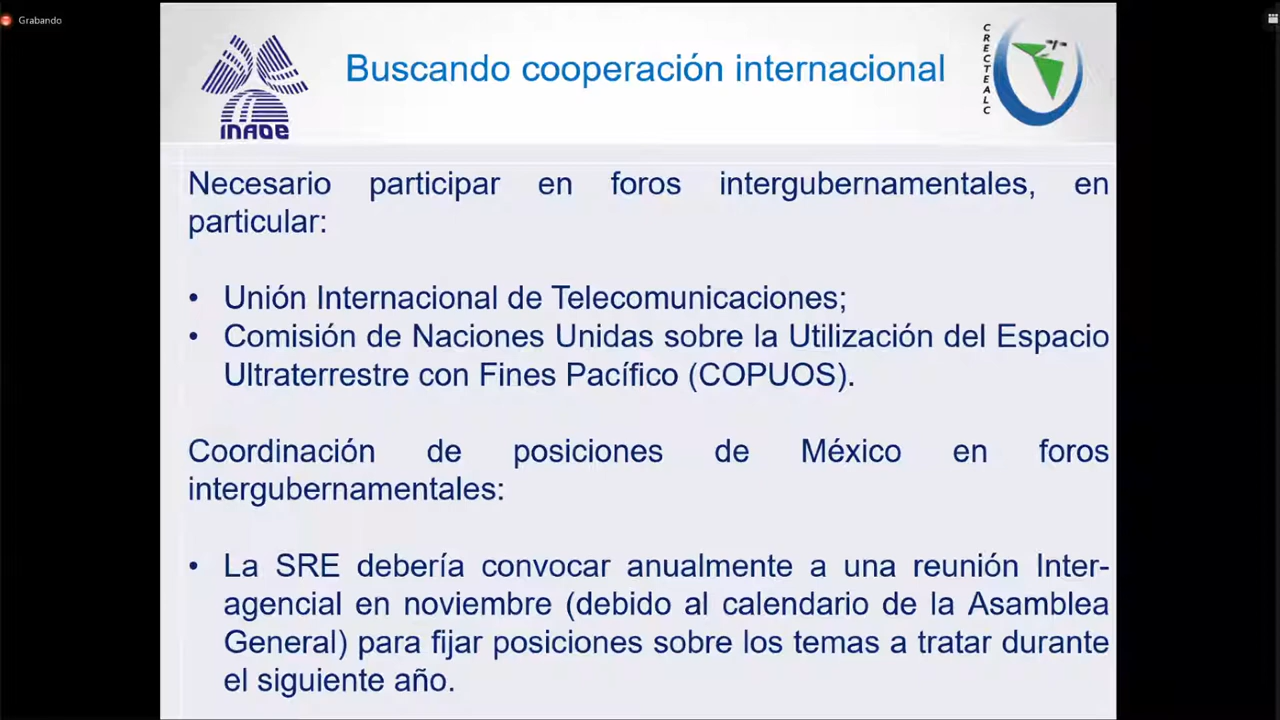 Grabando
INAOE
Buscando cooperación internacional
CRECTEALC
Necesario participar en foros intergubernamentales, en
particular:
• Unión Internacional de Telecomunicaciones;
• Comisión de Naciones Unidas sobre la Utilización del Espacio
Ultraterrestre con Fines Pacífico (COPUOS).
Coordinación de posiciones de México en foros
intergubernamentales:
• La SRE debería convocar anualmente a una reunión Inter-
agencial en noviembre (debido al calendario de la Asamblea
General) para fijar posiciones sobre los temas a tratar durante
el siguiente año.